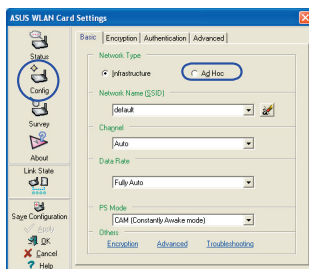 ASUS WLAN Card Settings
Status
Config
Survey
About
Link State
Save Configuration
Apply
OK
Cancel
Help
Basic
Encryption
Authentication
Advanced
Network Type
Infrastructure
Ad Hoc
Network Name (SSID)
default
Channel
Auto
Data Rate
Fully Auto
PS Mode
CAM (Constantly Awake mode)
Others
Encryption
Advanced
Troubleshooting